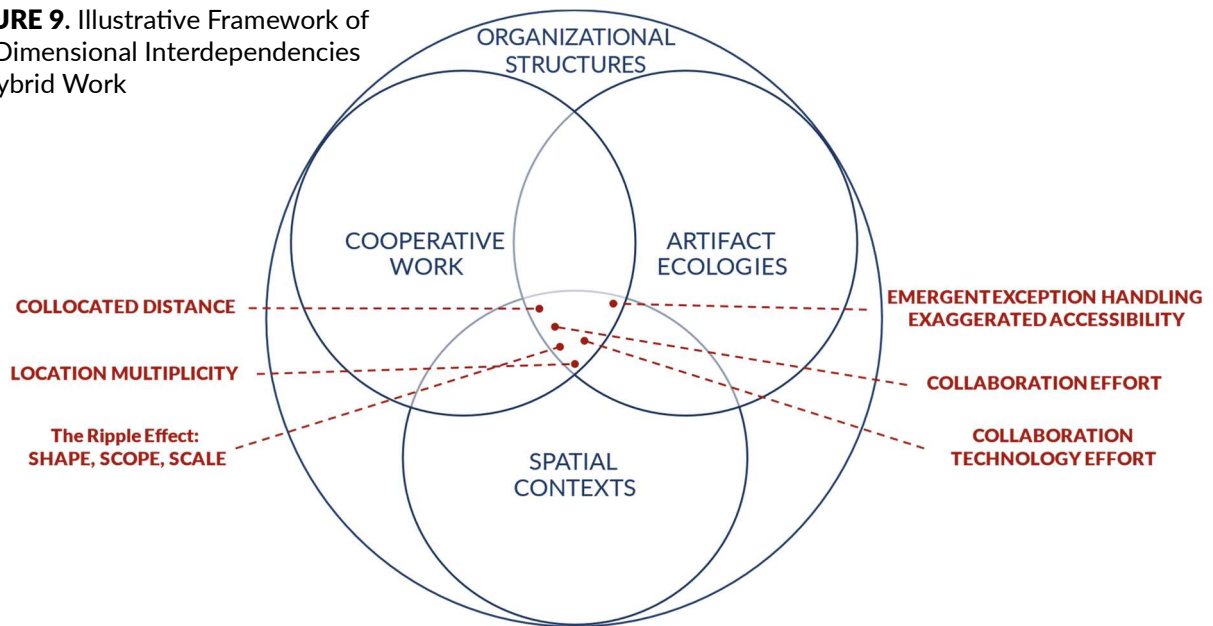 URE 9. Illustrative Framework of
Dimensional Interdependencies
ybrid Work
ORGANIZATIONAL
STRUCTURES
COOPERATIVE
WORK
ARTIFACT
ECOLOGIES
COLLOCATED DISTANCE
EMERGENT EXCEPTION HANDLING
EXAGGERATED ACCESSIBILITY
LOCATION MULTIPLICITY
COLLABORATION EFFORT
The Ripple Effect:
SHAPE, SCOPE, SCALE
COLLABORATION
TECHNOLOGY EFFORT
SPATIAL
CONTEXTS